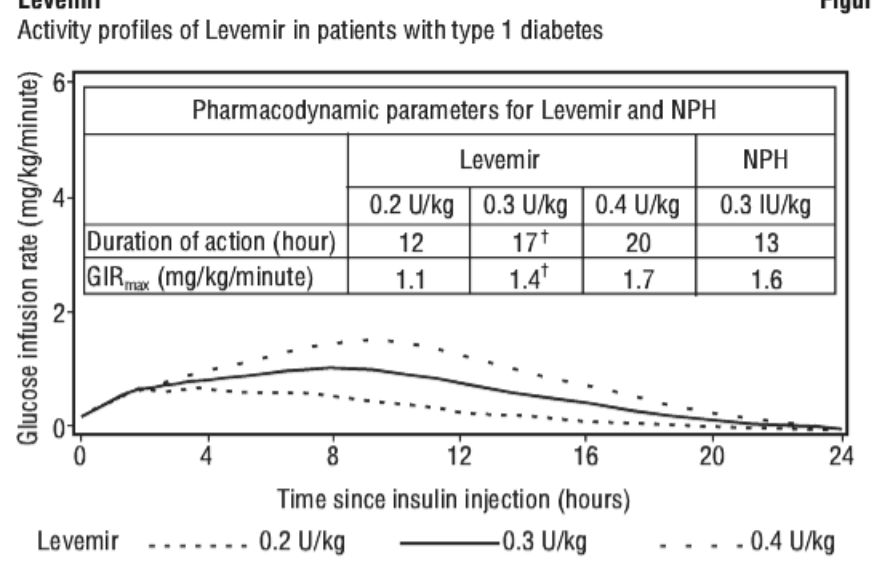 Levemir Figur
Activity profiles of Levemir in patients with type 1 diabetes
Glucose infusion rate (mg/kg/minute)
6
4
2
0
Pharmacodynamic parameters for Levemir and NPH
Levemir NPH
0.2 U/kg 0.3 U/kg 0.4 U/kg 0.3 IU/kg
Duration of action (hour) 12 17† 20 13
GIRmax (mg/kg/minute) 1.1 1.4† 1.7 1.6
0 4 8 12 16 20 24
Time since insulin injection (hours)
Levemir 0.2 U/kg 0.3 U/kg 0.4 U/kg